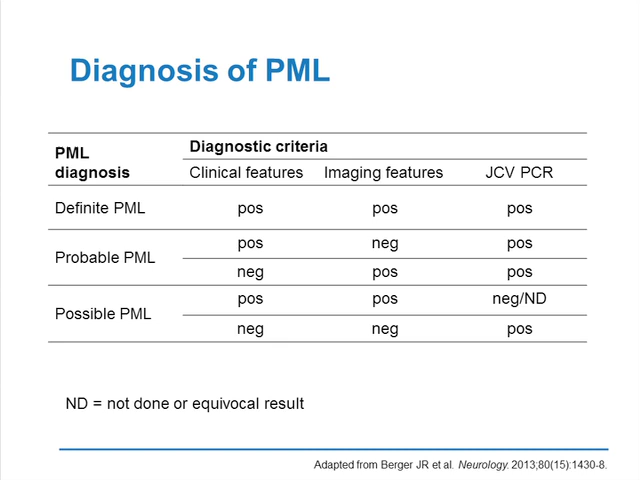 Diagnosis of PML
PML diagnosis
Diagnostic criteria
Clinical features Imaging features JCV PCR
Definite PML pos pos pos
Probable PML
pos neg pos
neg pos pos
Possible PML
pos pos neg/ND
neg neg pos
ND = not done or equivocal result
Adapted from Berger JR et al. Neurology. 2013;80(15):1430-8.